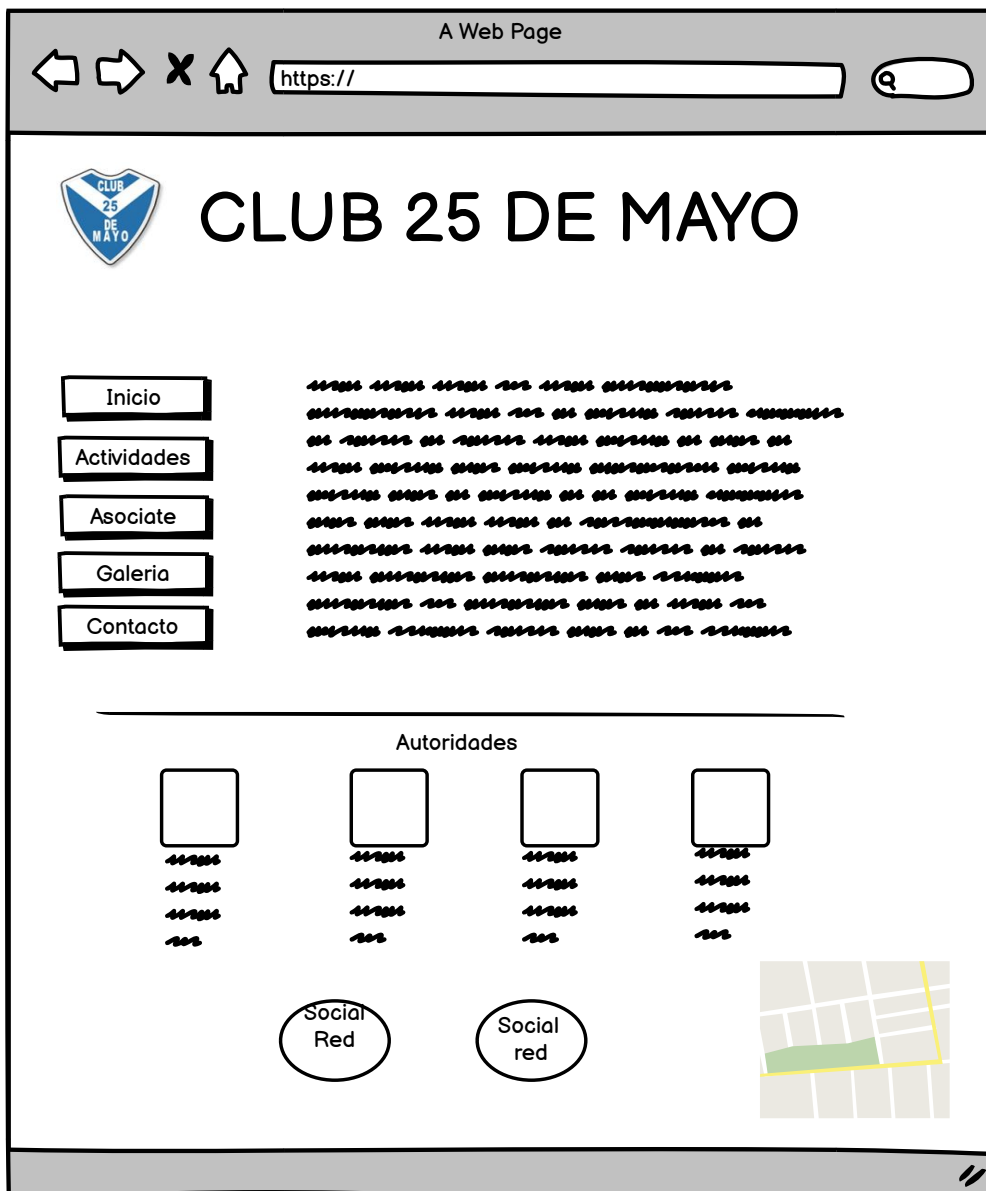 A Web Page
https://
CLUB
25
DE
MAYO
CLUB 25 DE MAYO
Inicio
Actividades
Asociate
Galeria
Contacto
Autoridades
Social
Red
Social
red